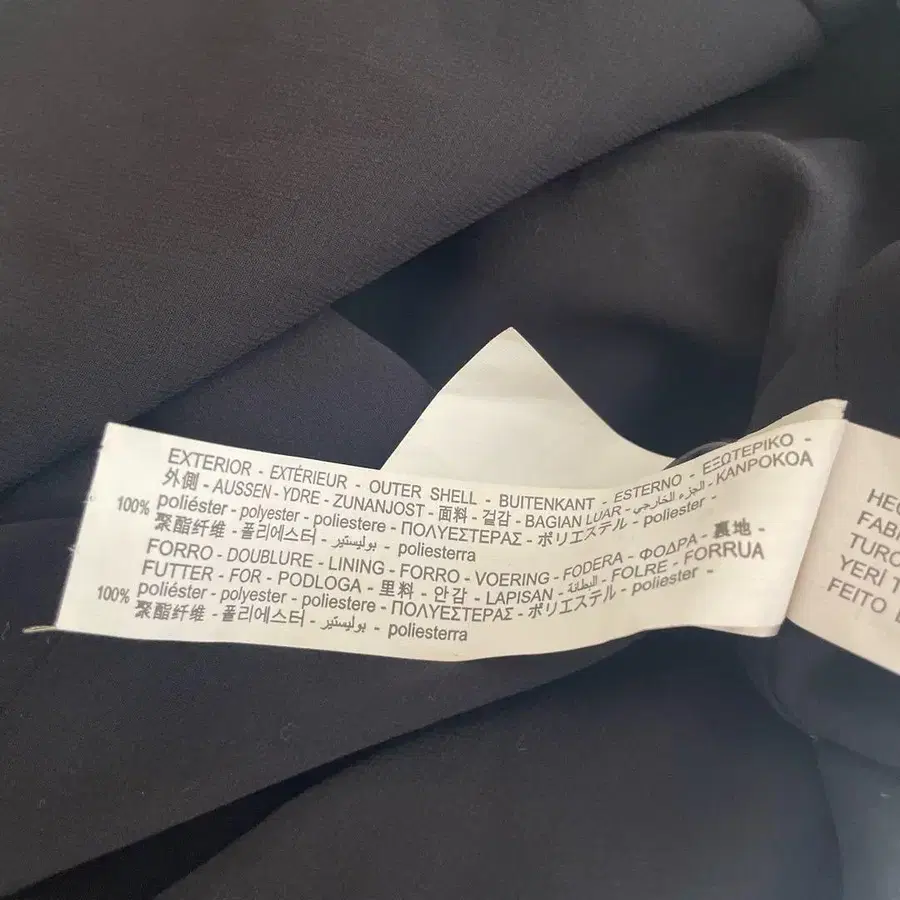 EXTERIOR - EXTÉRIEUR - OUTER SHELL - BUITENKANT - ESTERNO - ΕΞΩΤΕΡΙΚΟ -
外側 - AUSSEN - YDRE - ZUNANJOST - 面料 - 겉감 - BAGIAN LUAR - الجزء الخارجي - KANPOKOA
100% poliéster - polyester - poliestere - ΠΟΛΥΕΣΤΕΡΑΣ - ポリエステル - poliester -
聚酯纤维 - 폴리에스터 - بوليستير - poliesterra
FORRO - DOUBLURE - LINING - FORRO - VOERING - FODERA - ΦΟΔΡΑ - 裏地 -
FUTTER - FOR - PODLOGA - 里料 - 안감 - LAPISAN - البطانة - FOLRE - FORRUA
100% poliéster - polyester - poliestere - ΠΟΛΥΕΣΤΕΡΑΣ - ポリエステル - poliester -
聚酯纤维 - 폴리에스터 - بوليستير - poliesterra
HEC
FABI
TURC
YERİ T
FEITO